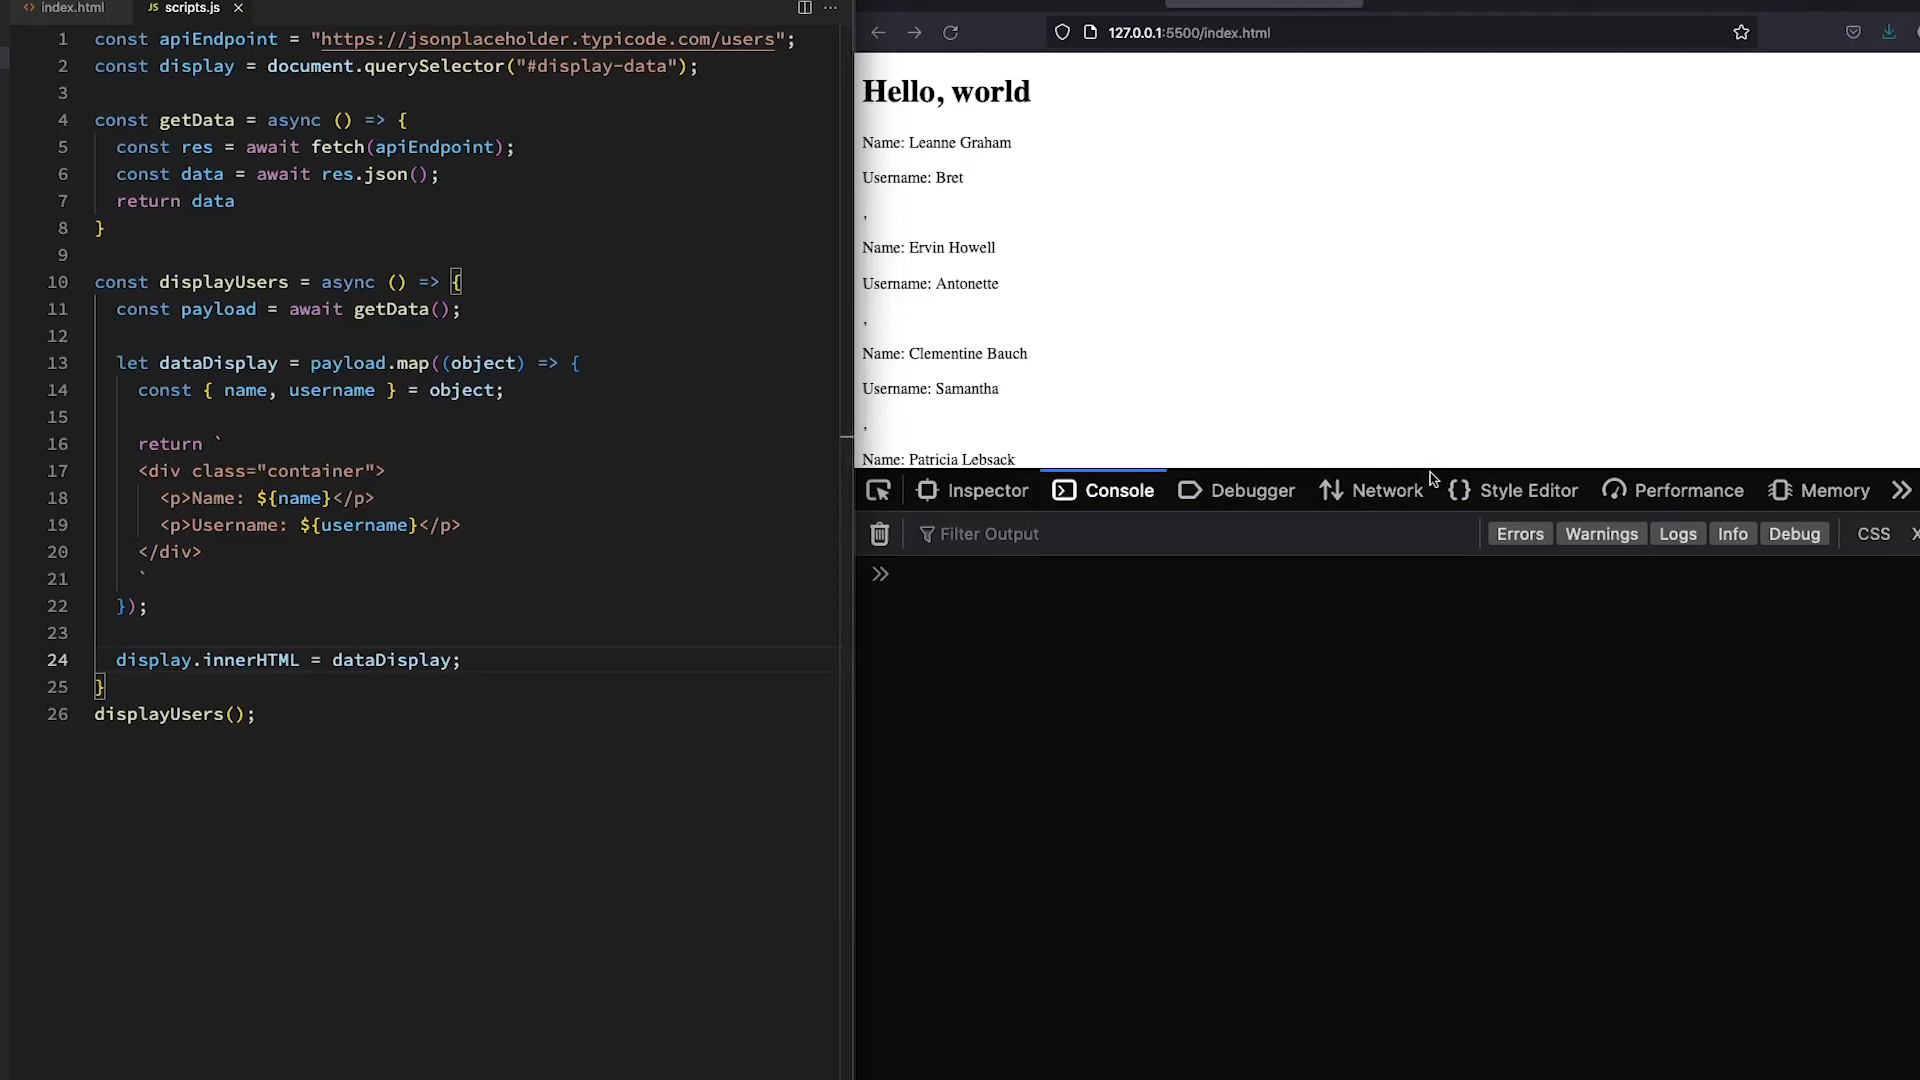 index.html
JS scripts.js
1 const apiEndpoint = "https://jsonplaceholder.typicode.com/users";
2 const display = document.querySelector("#display-data");
3
4 const getData = async () => {
5 const res = await fetch(apiEndpoint);
6 const data = await res.json();
7 return data
8 }
9
10 const displayUsers = async () => {
11 const payload = await getData();
12
13 let dataDisplay = payload.map((object) => {
14 const { name, username } = object;
15
16 return `
17 <div class="container">
18 <p>Name: ${name}</p>
19 <p>Username: ${username}</p>
20 </div>
21 `
22 });
23
24 display.innerHTML = dataDisplay;
25 }
26 displayUsers();
127.0.0.1:5500/index.html
Hello, world
Name: Leanne Graham
Username: Bret
,
Name: Ervin Howell
Username: Antonette
,
Name: Clementine Bauch
Username: Samantha
,
Name: Patricia Lebsack
Inspector Console Debugger Network Style Editor Performance Memory
Filter Output Errors Warnings Logs Info Debug CSS X